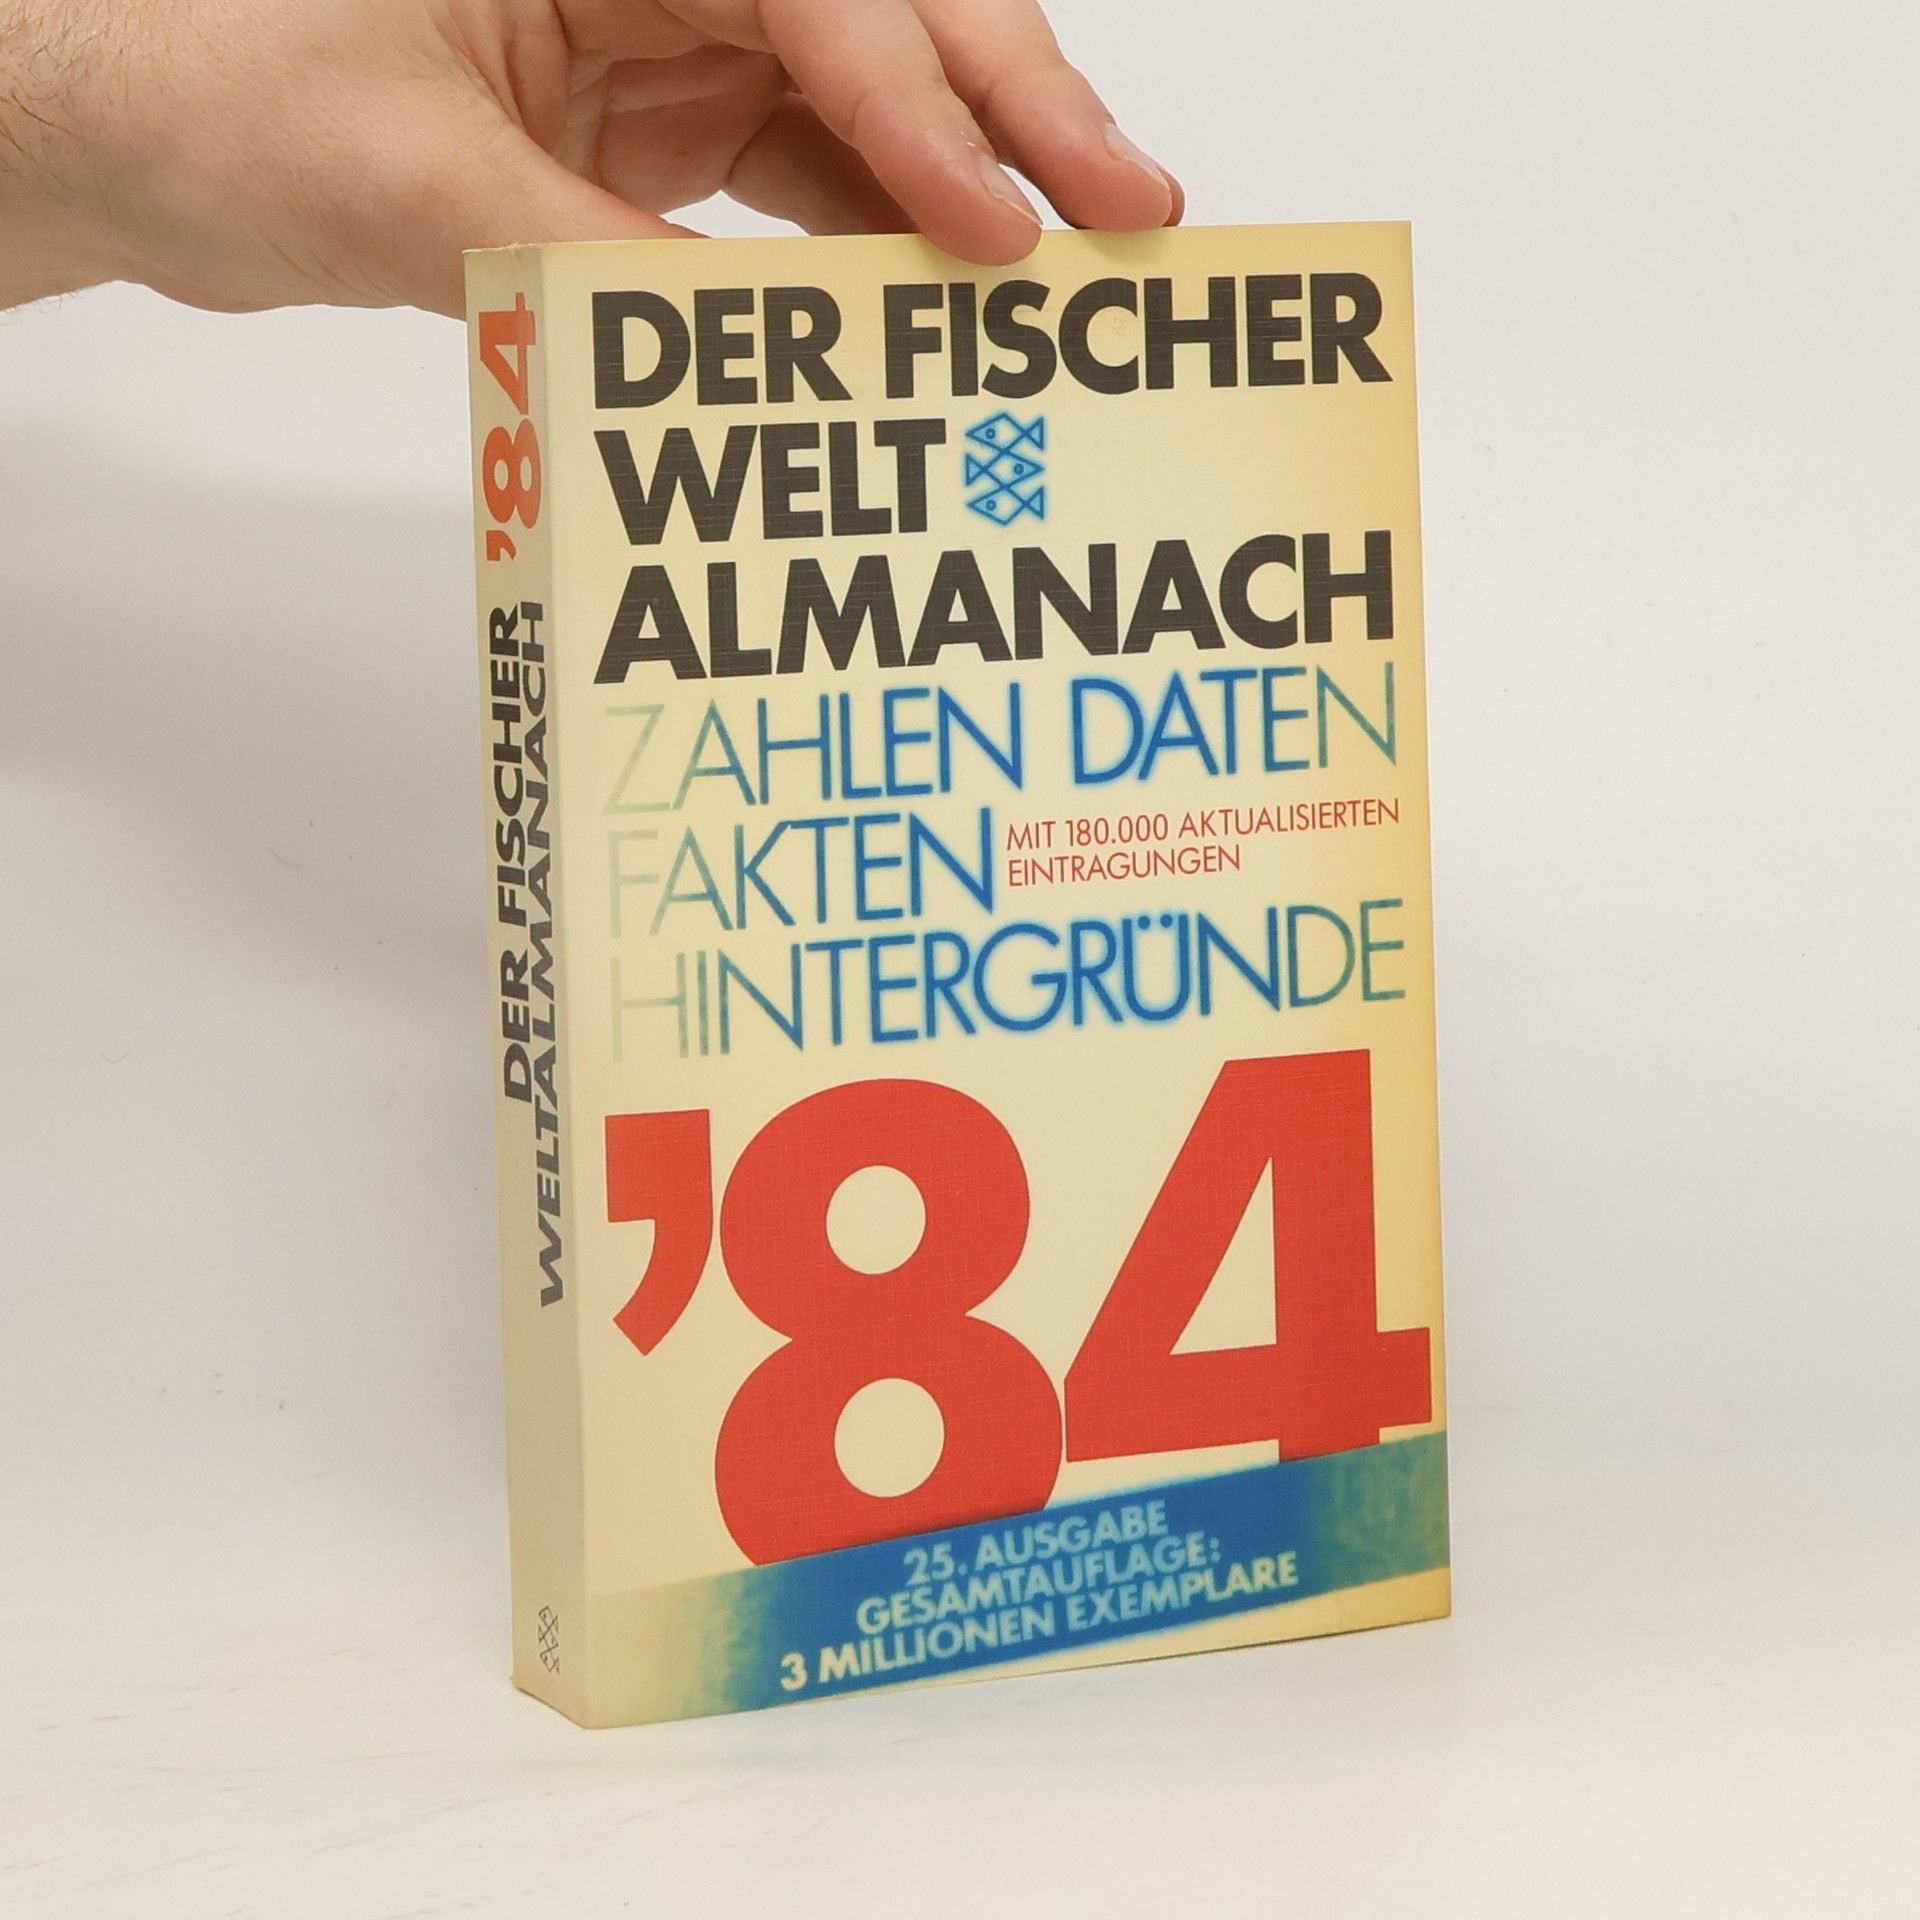 DER FISCHER
WELT
ALMANACH
ZAHLEN DATEN
FAKTEN
MIT 180.000 AKTUALISIERTEN
EINTRAGUNGEN
HINTERGRÜNDE
'84
25. AUSGABE
GESAMTAUFLAGE:
3 MILLIONEN EXEMPLARE
DER FISCHER
WELTALMANACH
'84